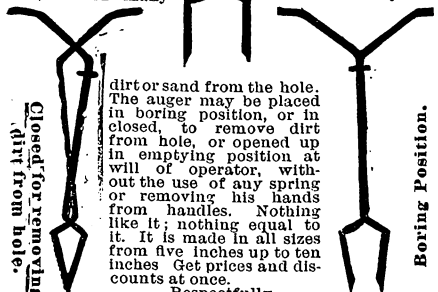 dirt or sand from the hole.
The auger may be placed
in boring position, or in
closed, to remove dirt
from hole, or opened up
in emptying position at
will of operator, with-
out the use of any spring
or removing his hands
from handles. Nothing
like it; nothing equal to
it. It is made in all sizes
from five inches up to ten
inches Get prices and dis-
counts at once.
Respectfully
Closed for removing
dirt from hole.
Boring Position.